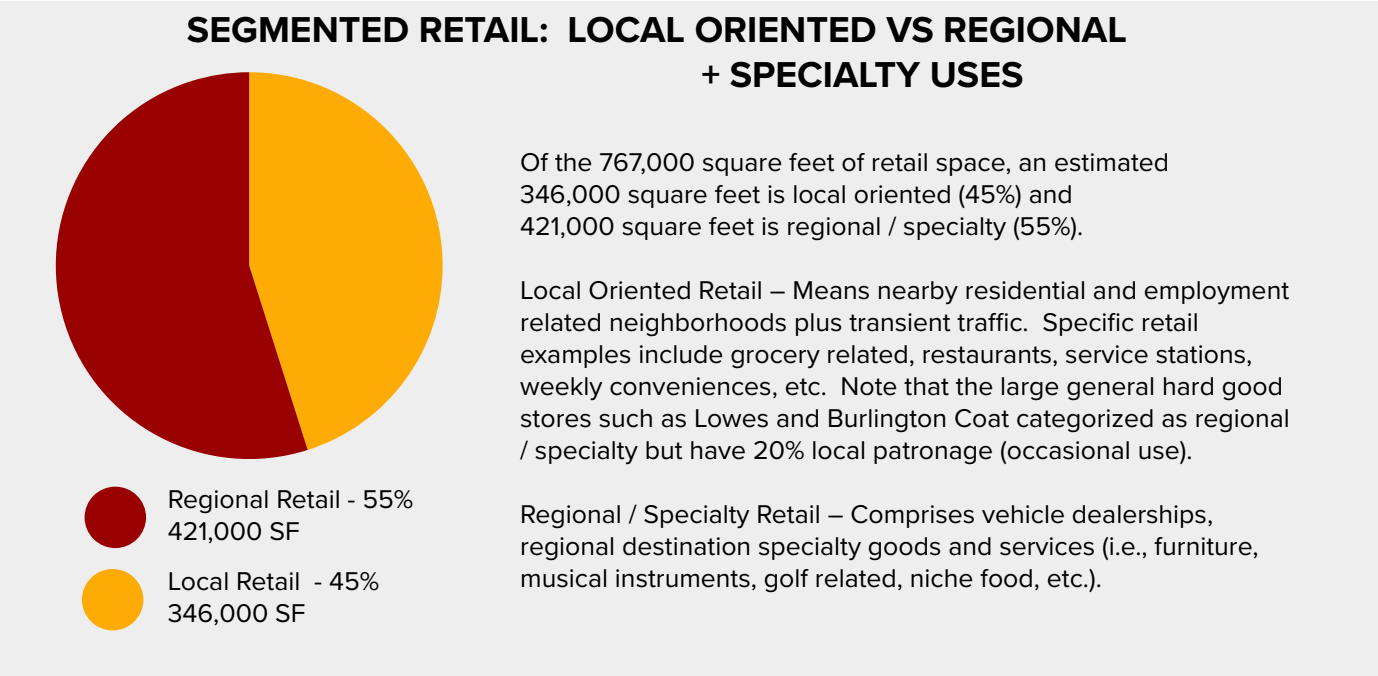 SEGMENTED RETAIL:  LOCAL ORIENTED VS REGIONAL
+ SPECIALTY USES
Of the 767,000 square feet of retail space, an estimated
346,000 square feet is local oriented (45%) and
421,000 square feet is regional / specialty (55%).
Local Oriented Retail – Means nearby residential and employment
related neighborhoods plus transient traffic.  Specific retail
examples include grocery related, restaurants, service stations,
weekly conveniences, etc.  Note that the large general hard good
stores such as Lowes and Burlington Coat categorized as regional
/ specialty but have 20% local patronage (occasional use).
Regional / Specialty Retail – Comprises vehicle dealerships,
regional destination specialty goods and services (i.e., furniture,
musical instruments, golf related, niche food, etc.).
Regional Retail - 55%
421,000 SF
Local Retail  - 45%
346,000 SF